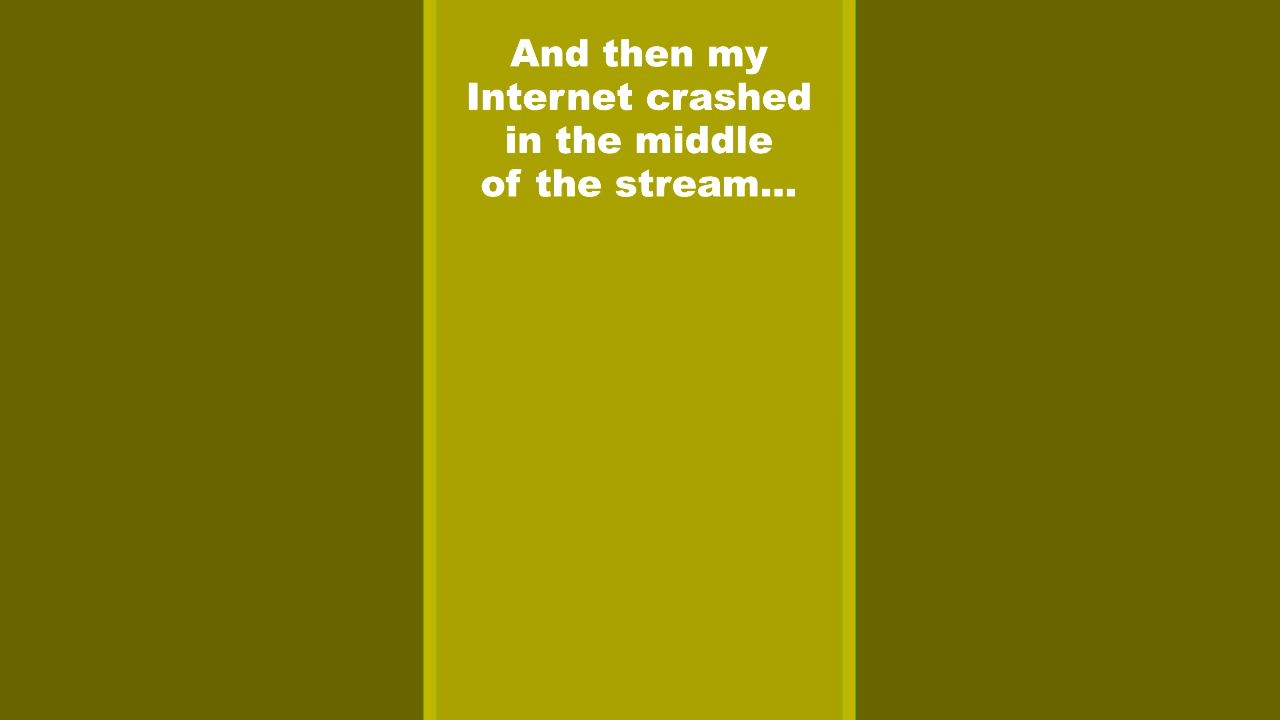 And then my
Internet crashed
in the middle
of the stream...